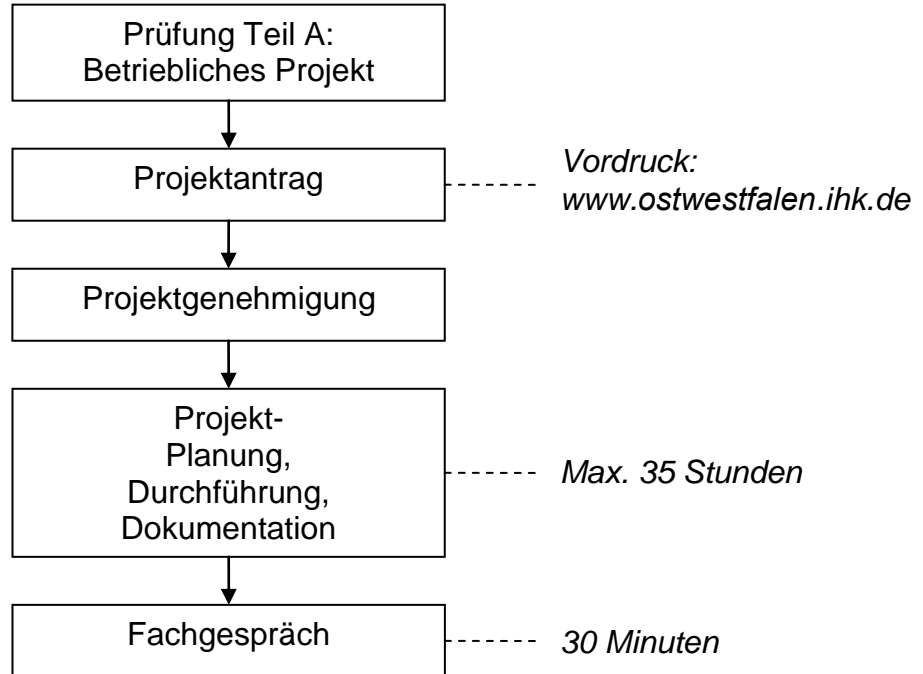 Prüfung Teil A:
Betriebliches Projekt
Projektantrag
Vordruck:
www.ostwestfalen.ihk.de
Projektgenehmigung
Projekt-
Planung,
Durchführung,
Dokumentation
Max. 35 Stunden
Fachgespräch
30 Minuten